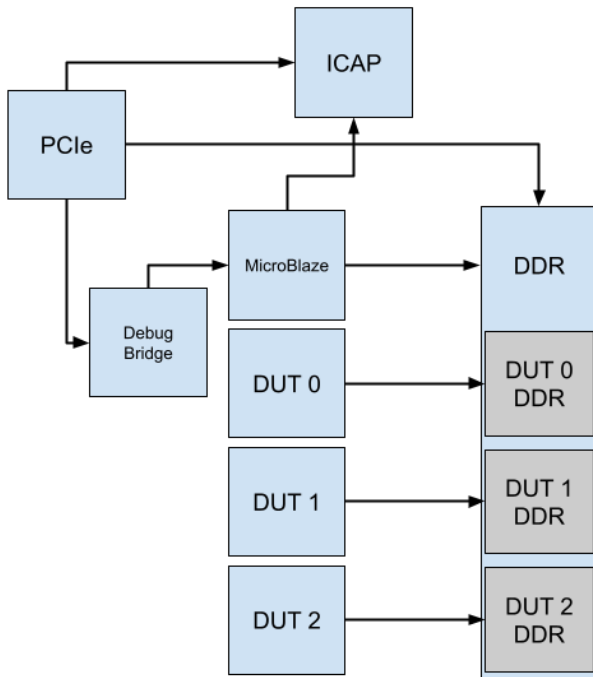 ICAP
PCIe
MicroBlaze
DDR
Debug
Bridge
DUT 0
DUT 0
DDR
DUT 1
DUT 1
DDR
DUT 2
DUT 2
DDR